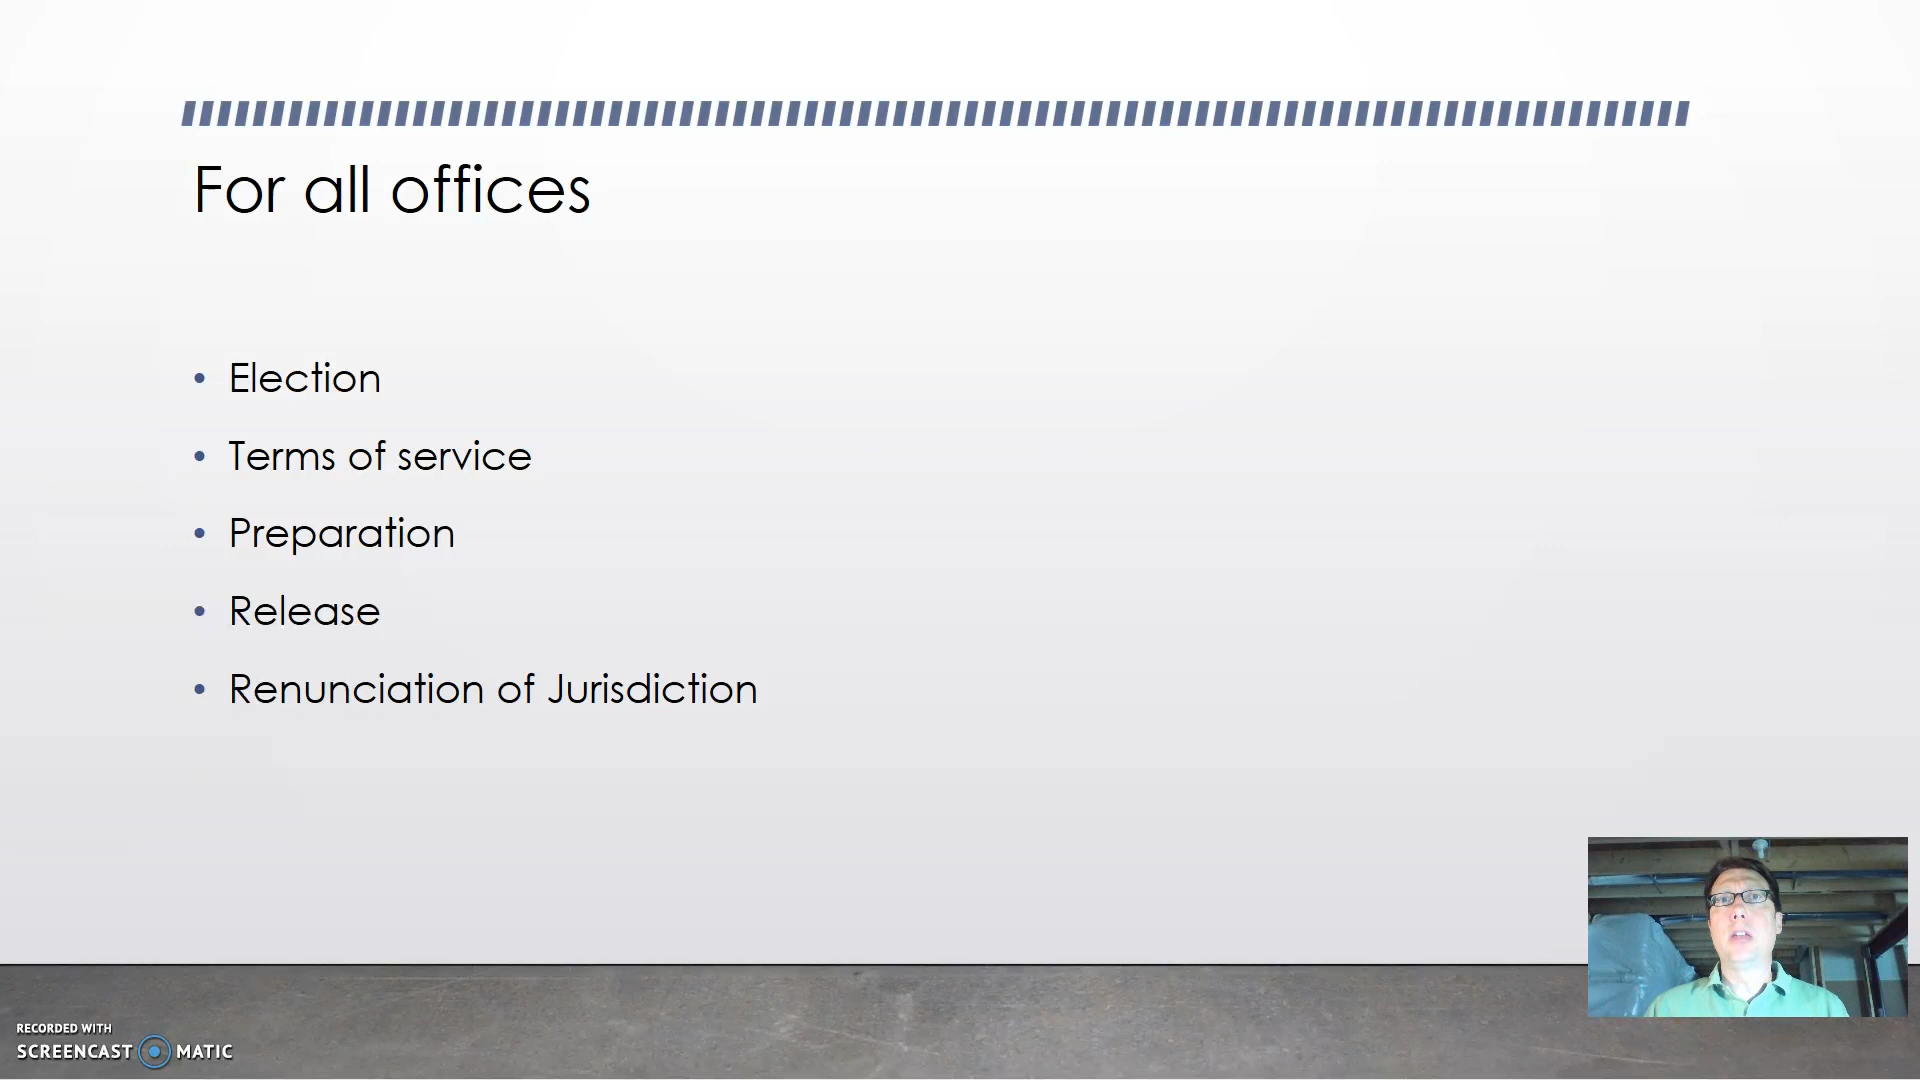 For all offices
• Election
• Terms of service
• Preparation
• Release
• Renunciation of Jurisdiction
RECORDED WITH
SCREENCAST MATIC